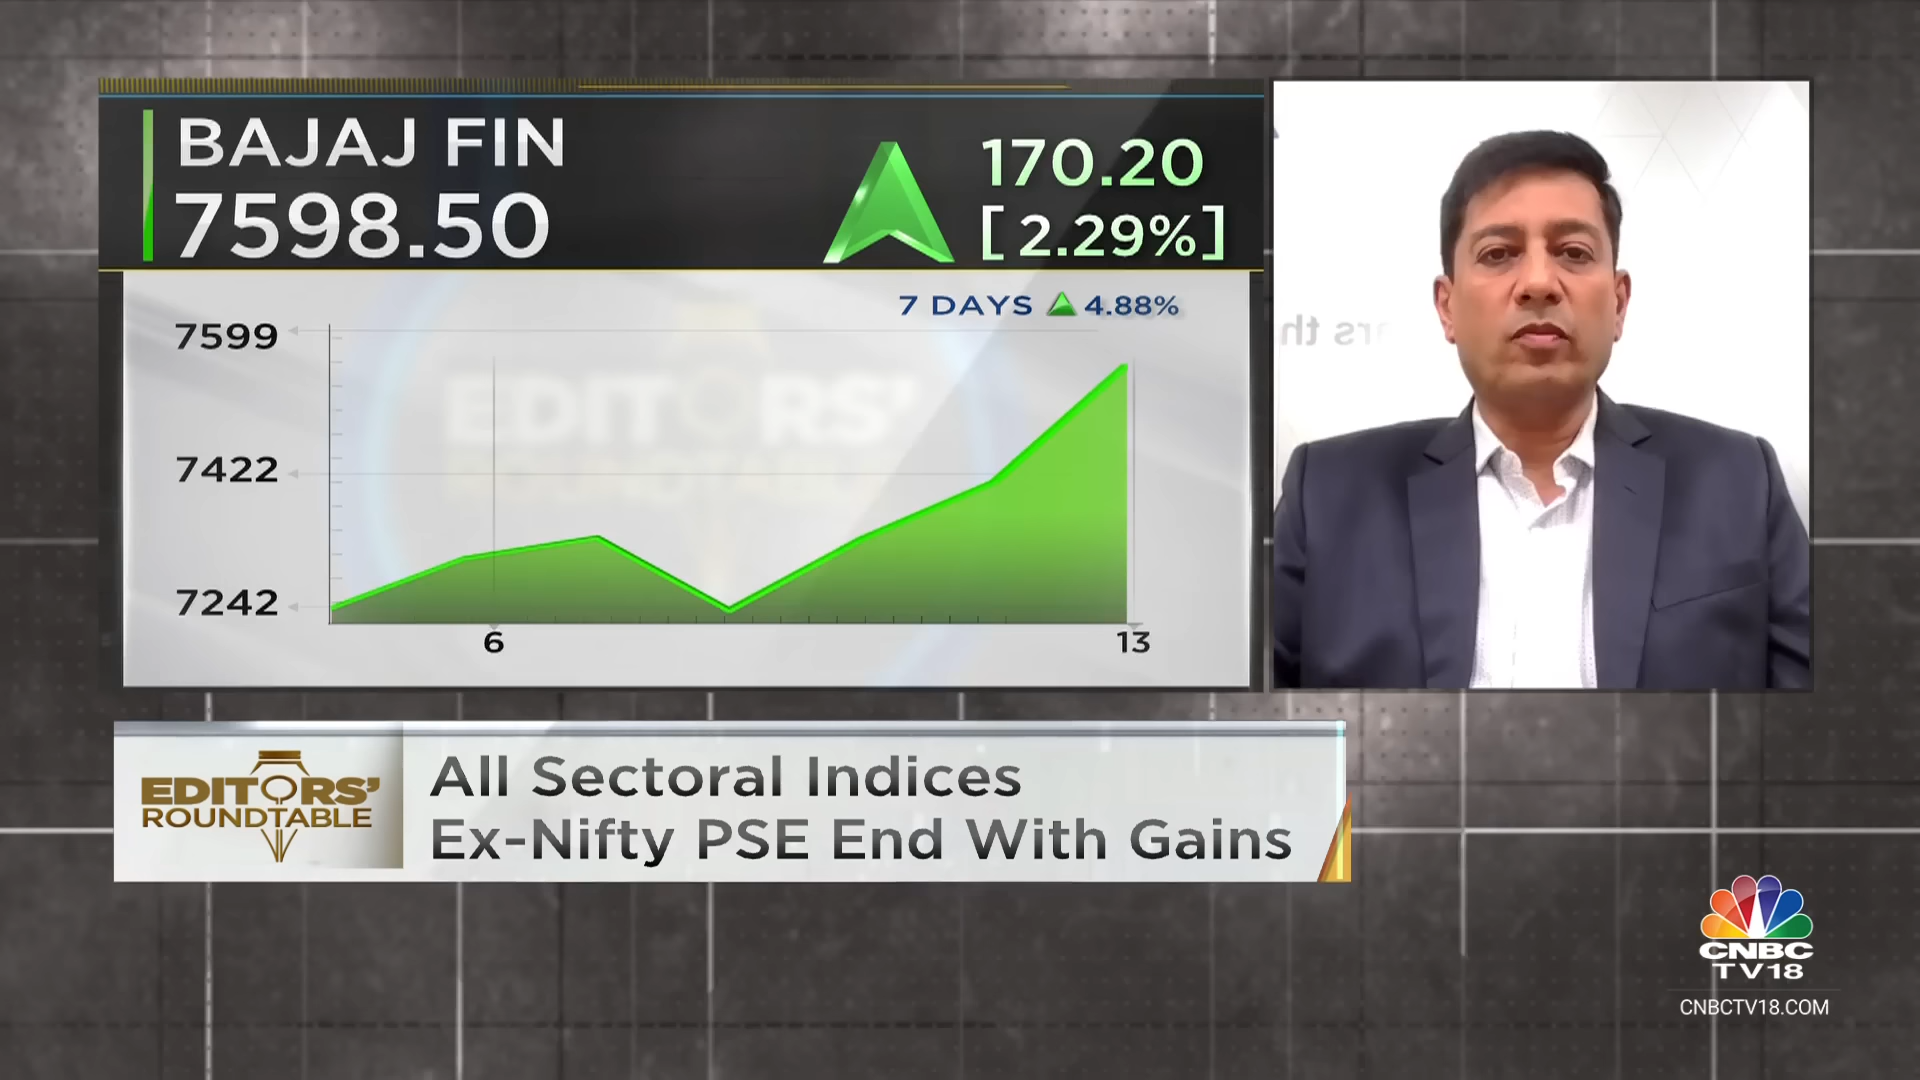 BAJAJ FIN
7598.50
170.20
[2.29%]
7 DAYS 4.88%
7599
7422
7242
6
13
EDITORS'
EDITORS'
ROUNDTABLE
All Sectoral Indices
Ex-Nifty PSE End With Gains
CNBC
TV18
CNBCTV18.COM